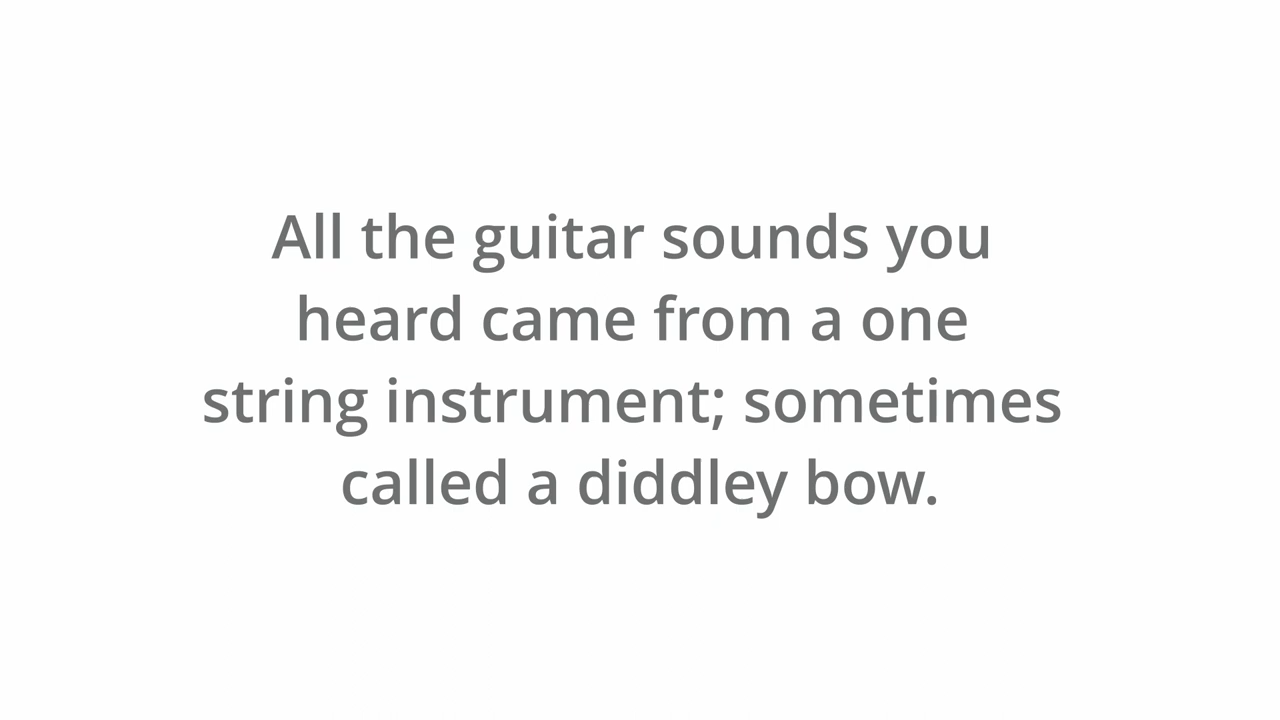 All the guitar sounds you
heard came from a one
string instrument; sometimes
called a diddley bow.